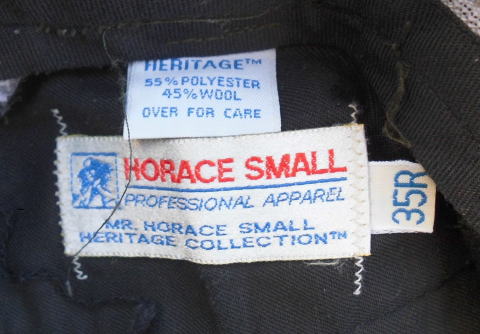 HERITAGE™
55% POLYESTER
45% WOOL
OVER FOR CARE
HORACE SMALL
PROFESSIONAL APPAREL
MR. HORACE SMALL
HERITAGE COLLECTION™
35R